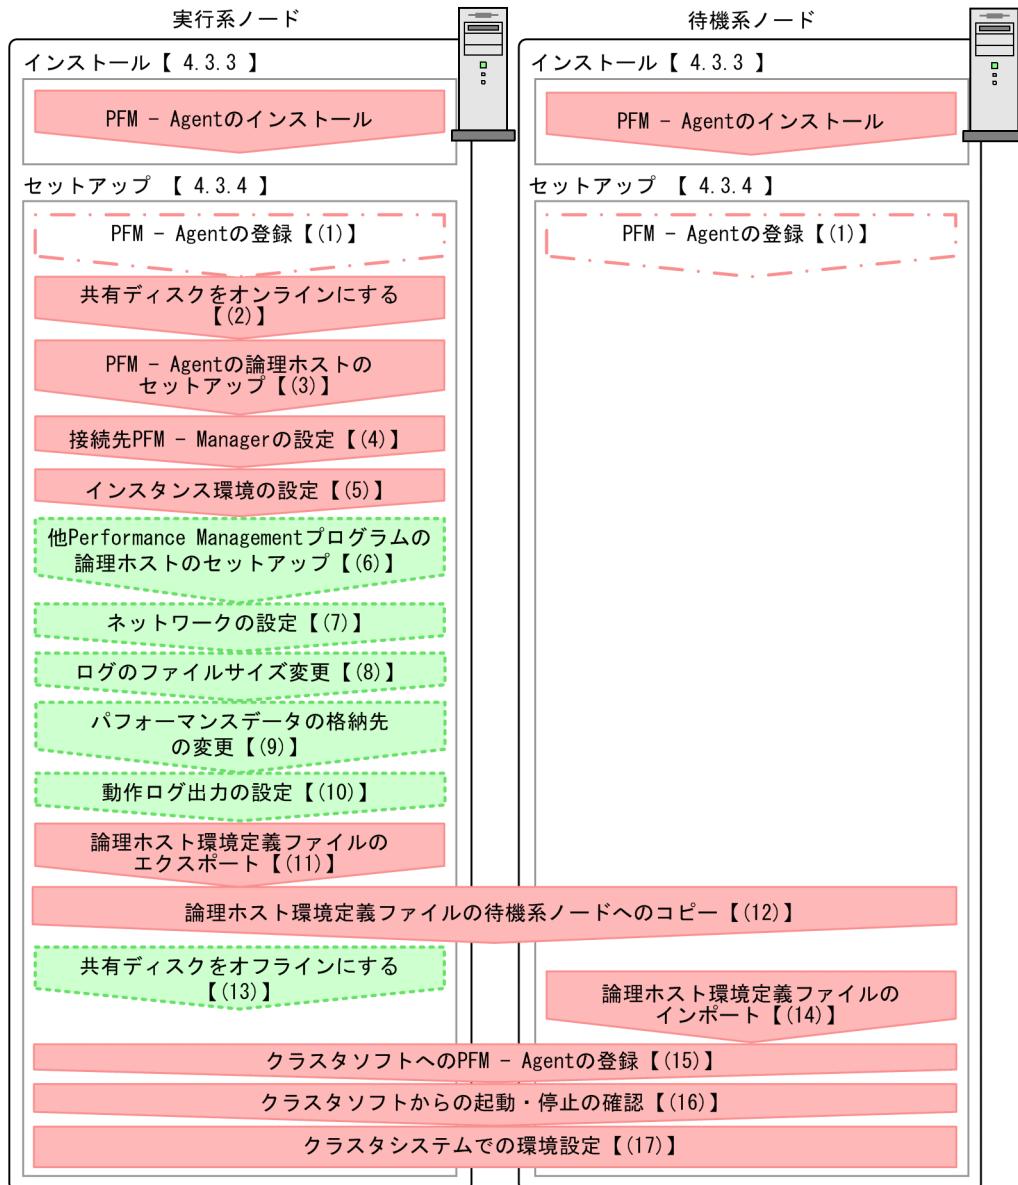 実行系ノード
待機系ノード
インストール【 4.3.3 】
インストール【 4.3.3 】
PFM - Agentのインストール
PFM - Agentのインストール
セットアップ 【 4.3.4 】
セットアップ 【 4.3.4 】
PFM - Agentの登録【(1)】
PFM - Agentの登録【(1)】
共有ディスクをオンラインにする
【(2)】
PFM - Agentの論理ホストの
セットアップ【(3)】
接続先PFM - Managerの設定【(4)】
インスタンス環境の設定【(5)】
他Performance Managementプログラムの
論理ホストのセットアップ【(6)】
ネットワークの設定【(7)】
ログのファイルサイズ変更【(8)】
パフォーマンスデータの格納先
の変更【(9)】
動作ログ出力の設定【(10)】
論理ホスト環境定義ファイルの
エクスポート【(11)】
論理ホスト環境定義ファイルの待機系ノードへのコピー【(12)】
共有ディスクをオフラインにする
【(13)】
論理ホスト環境定義ファイルの
インポート【(14)】
クラスタソフトへのPFM - Agentの登録【(15)】
クラスタソフトからの起動・停止の確認【(16)】
クラスタシステムでの環境設定【(17)】